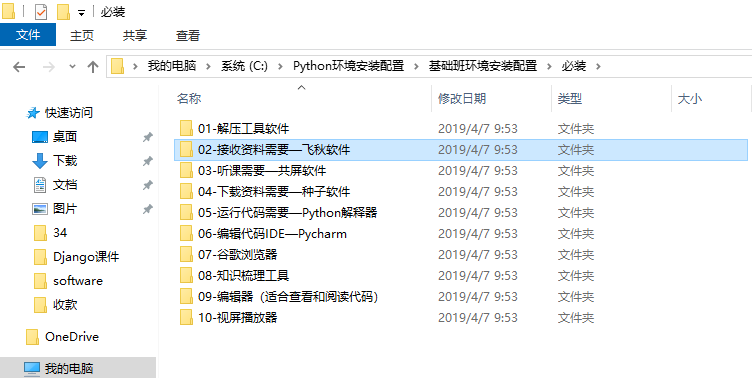 必装
文件 主页 共享 查看
我的电脑 系统 (C:) Python环境安装配置 基础班环境安装配置 必装
名称 修改日期 类型 大小
快速访问
桌面
下载
文档
图片
34
Django课件
software
收款
OneDrive
我的电脑
01-解压工具软件 2019/4/7 9:53 文件夹
02-接收资料需要—飞秋软件 2019/4/7 9:53 文件夹
03-听课需要—共屏软件 2019/4/7 9:53 文件夹
04-下载资料需要—种子软件 2019/4/7 9:53 文件夹
05-运行代码需要—Python解释器 2019/4/7 9:53 文件夹
06-编辑代码IDE—Pycharm 2019/4/7 9:53 文件夹
07-谷歌浏览器 2019/4/7 9:53 文件夹
08-知识梳理工具 2019/4/7 9:53 文件夹
09-编辑器（适合查看和阅读代码） 2019/4/7 9:53 文件夹
10-视屏播放器 2019/4/7 9:53 文件夹